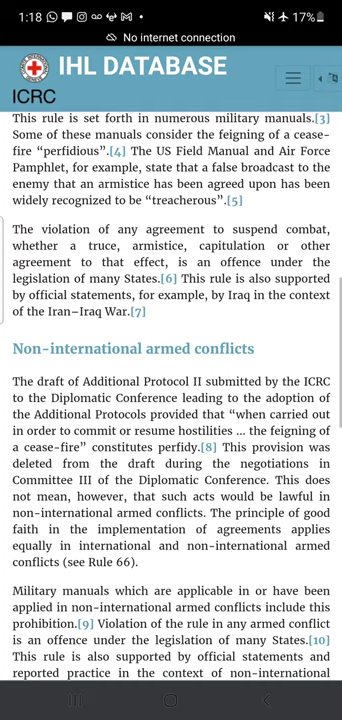 1:18
17%
No internet connection
IHL DATABASE
ICRC
This rule is set forth in numerous military manuals.[3]
Some of these manuals consider the feigning of a cease-
fire “perfidious”.[4] The US Field Manual and Air Force
Pamphlet, for example, state that a false broadcast to the
enemy that an armistice has been agreed upon has been
widely recognized to be “treacherous”.[5]
The violation of any agreement to suspend combat,
whether a truce, armistice, capitulation or other
agreement to that effect, is an offence under the
legislation of many States.[6] This rule is also supported
by official statements, for example, by Iraq in the context
of the Iran–Iraq War.[7]
Non-international armed conflicts
The draft of Additional Protocol II submitted by the ICRC
to the Diplomatic Conference leading to the adoption of
the Additional Protocols provided that “when carried out
in order to commit or resume hostilities ... the feigning of
a cease-fire” constitutes perfidy.[8] This provision was
deleted from the draft during the negotiations in
Committee III of the Diplomatic Conference. This does
not mean, however, that such acts would be lawful in
non-international armed conflicts. The principle of good
faith in the implementation of agreements applies
equally in international and non-international armed
conflicts (see Rule 66).
Military manuals which are applicable in or have been
applied in non-international armed conflicts include this
prohibition.[9] Violation of the rule in any armed conflict
is an offence under the legislation of many States.[10]
This rule is also supported by official statements and
reported practice in the context of non-international